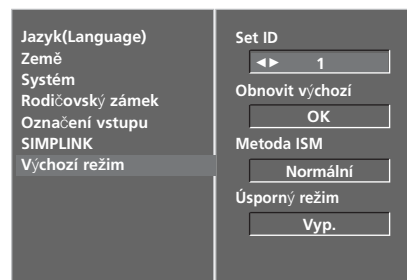 Jazyk(Language)
Země
Systém
Rodičovský zámek
Označení vstupu
SIMPLINK
Výchozí režim
Set ID
◄► 1
Obnovit výchozí
OK
Metoda ISM
Normální
Úsporný režim
Vyp.